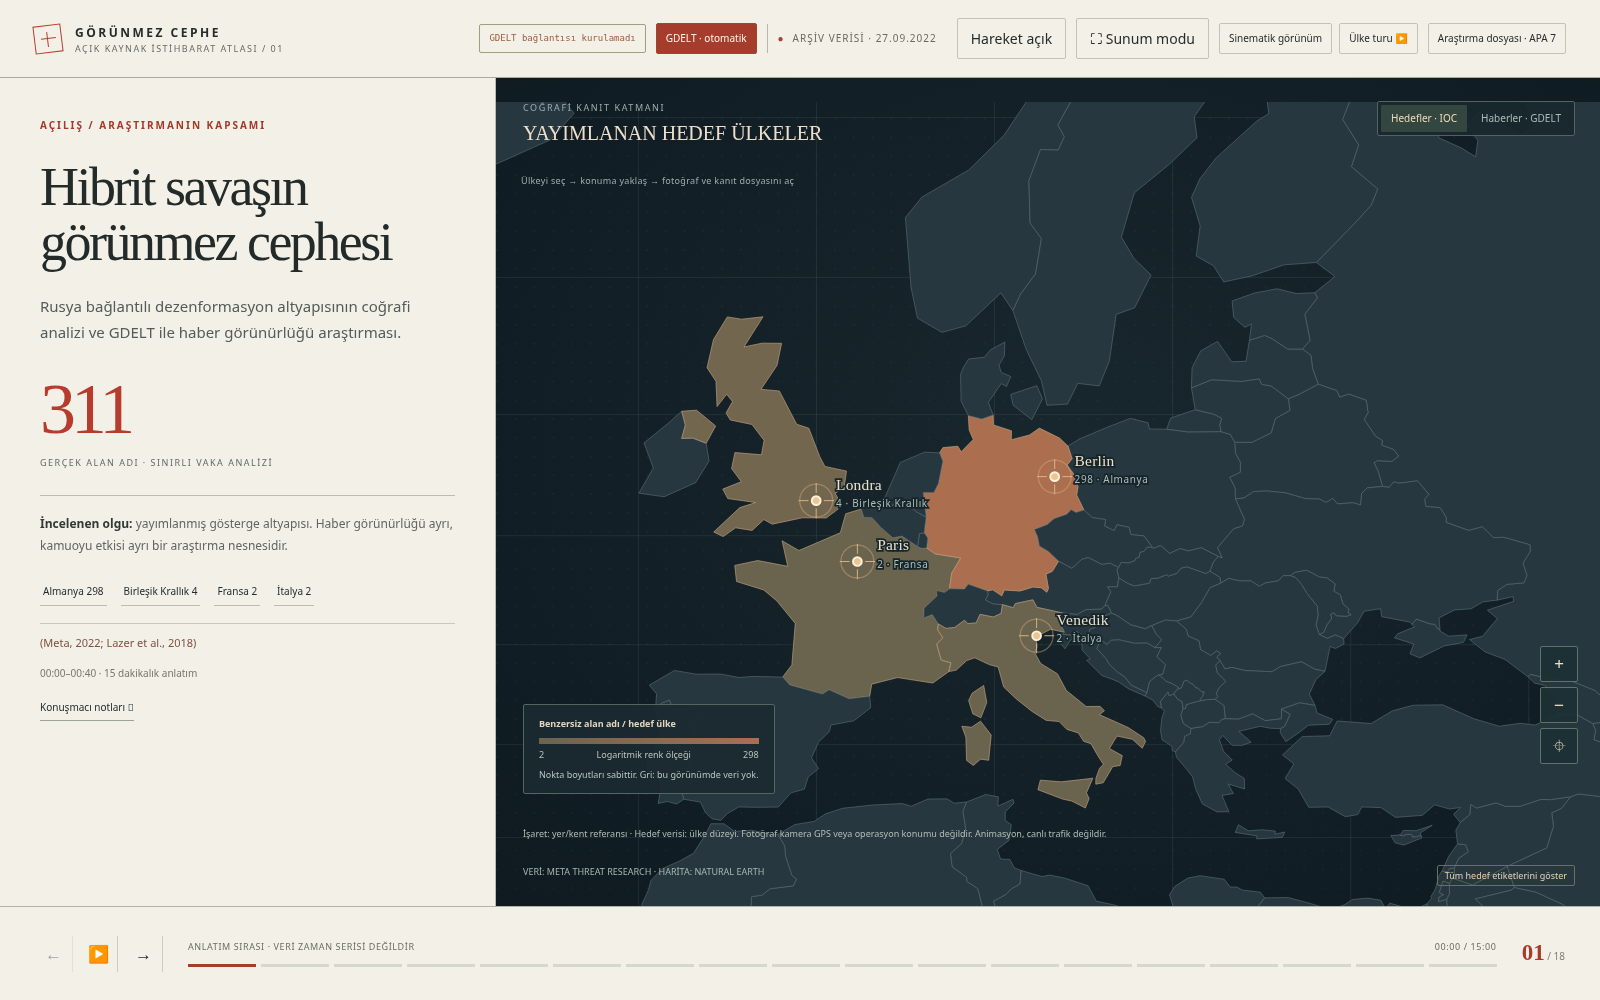 GÖRÜNMEZ CEPHE
AÇIK KAYNAK İSTİHBARAT ATLASI / 01
GDELT bağlantısı kurulamadı
GDELT · otomatik
ARŞİV VERİSİ · 27.09.2022
Hareket açık
Sunum modu
Sinematik görünüm
Ülke turu
Araştırma dosyası · APA 7
AÇILIŞ / ARAŞTIRMANIN KAPSAMI
Hibrit savaşın
görünmez cephesi
Rusya bağlantılı dezenformasyon altyapısının coğrafi
analizi ve GDELT ile haber görünürlüğü araştırması.
311
GERÇEK ALAN ADI · SINIRLI VAKA ANALİZİ
İncelenen olgu: yayımlanmış gösterge altyapısı. Haber görünürlüğü ayrı,
kamuoyu etkisi ayrı bir araştırma nesnesidir.
Almanya 298
Birleşik Krallık 4
Fransa 2
İtalya 2
(Meta, 2022; Lazer et al., 2018)
00:00–00:40 · 15 dakikalık anlatım
Konuşmacı notları
COĞRAFİ KANIT KATMANI
YAYIMLANAN HEDEF ÜLKELER
Ülkeyi seç → konuma yaklaş → fotoğraf ve kanıt dosyasını aç
Hedefler · IOC
Haberler · GDELT
Berlin
298 · Almanya
Londra
4 · Birleşik Krallık
Paris
2 · Fransa
Venedik
2 · İtalya
Benzersiz alan adı / hedef ülke
2
Logaritmik renk ölçeği
298
Nokta boyutları sabittir. Gri: bu görünümde veri yok.
+
−
İşaret: yer/kent referansı · Hedef verisi: ülke düzeyi. Fotoğraf kamera GPS veya operasyon konumu değildir. Animasyon, canlı trafik değildir.
VERİ: META THREAT RESEARCH · HARİTA: NATURAL EARTH
Tüm hedef etiketlerini göster
ANLATIM SIRASI · VERİ ZAMAN SERİSİ DEĞİLDİR
00:00 / 15:00
01 / 18